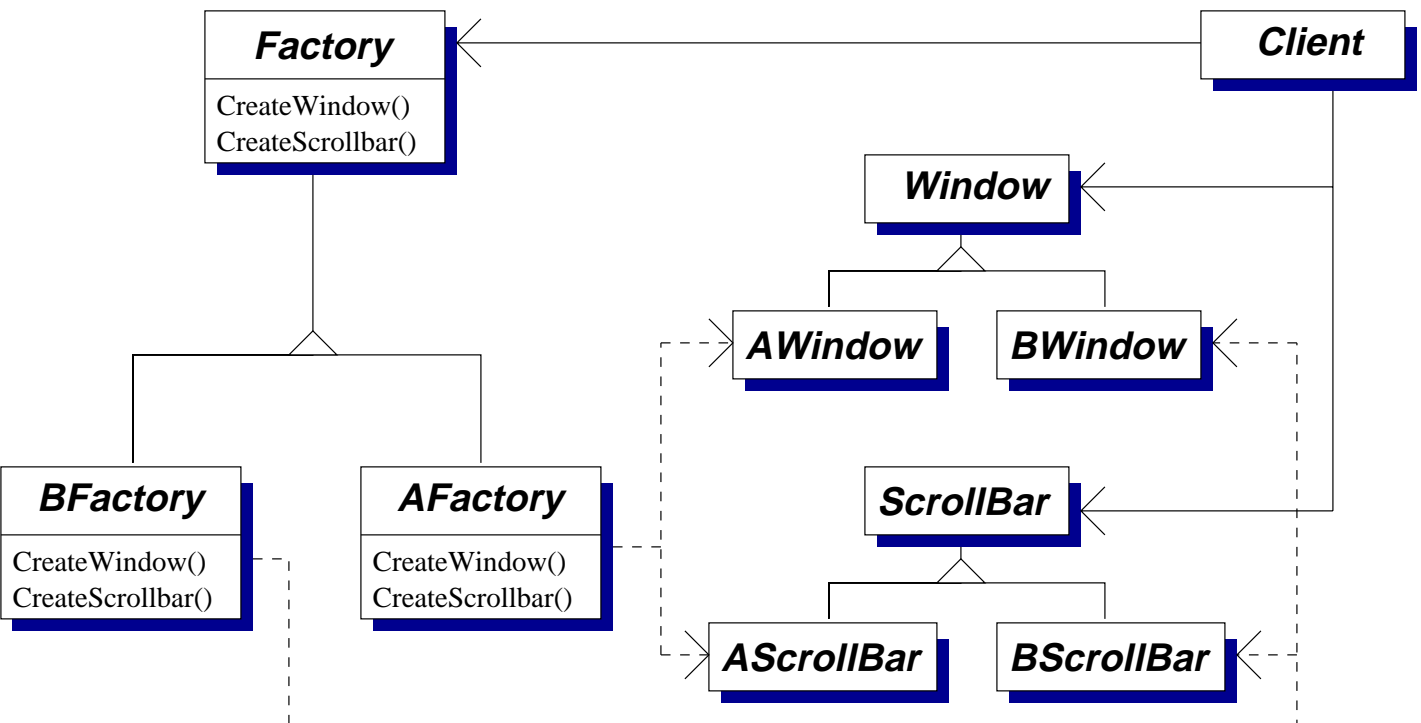 Factory
CreateWindow()
CreateScrollbar()
Client
Window
AWindow
BWindow
BFactory
CreateWindow()
CreateScrollbar()
AFactory
CreateWindow()
CreateScrollbar()
ScrollBar
AScrollBar
BScrollBar